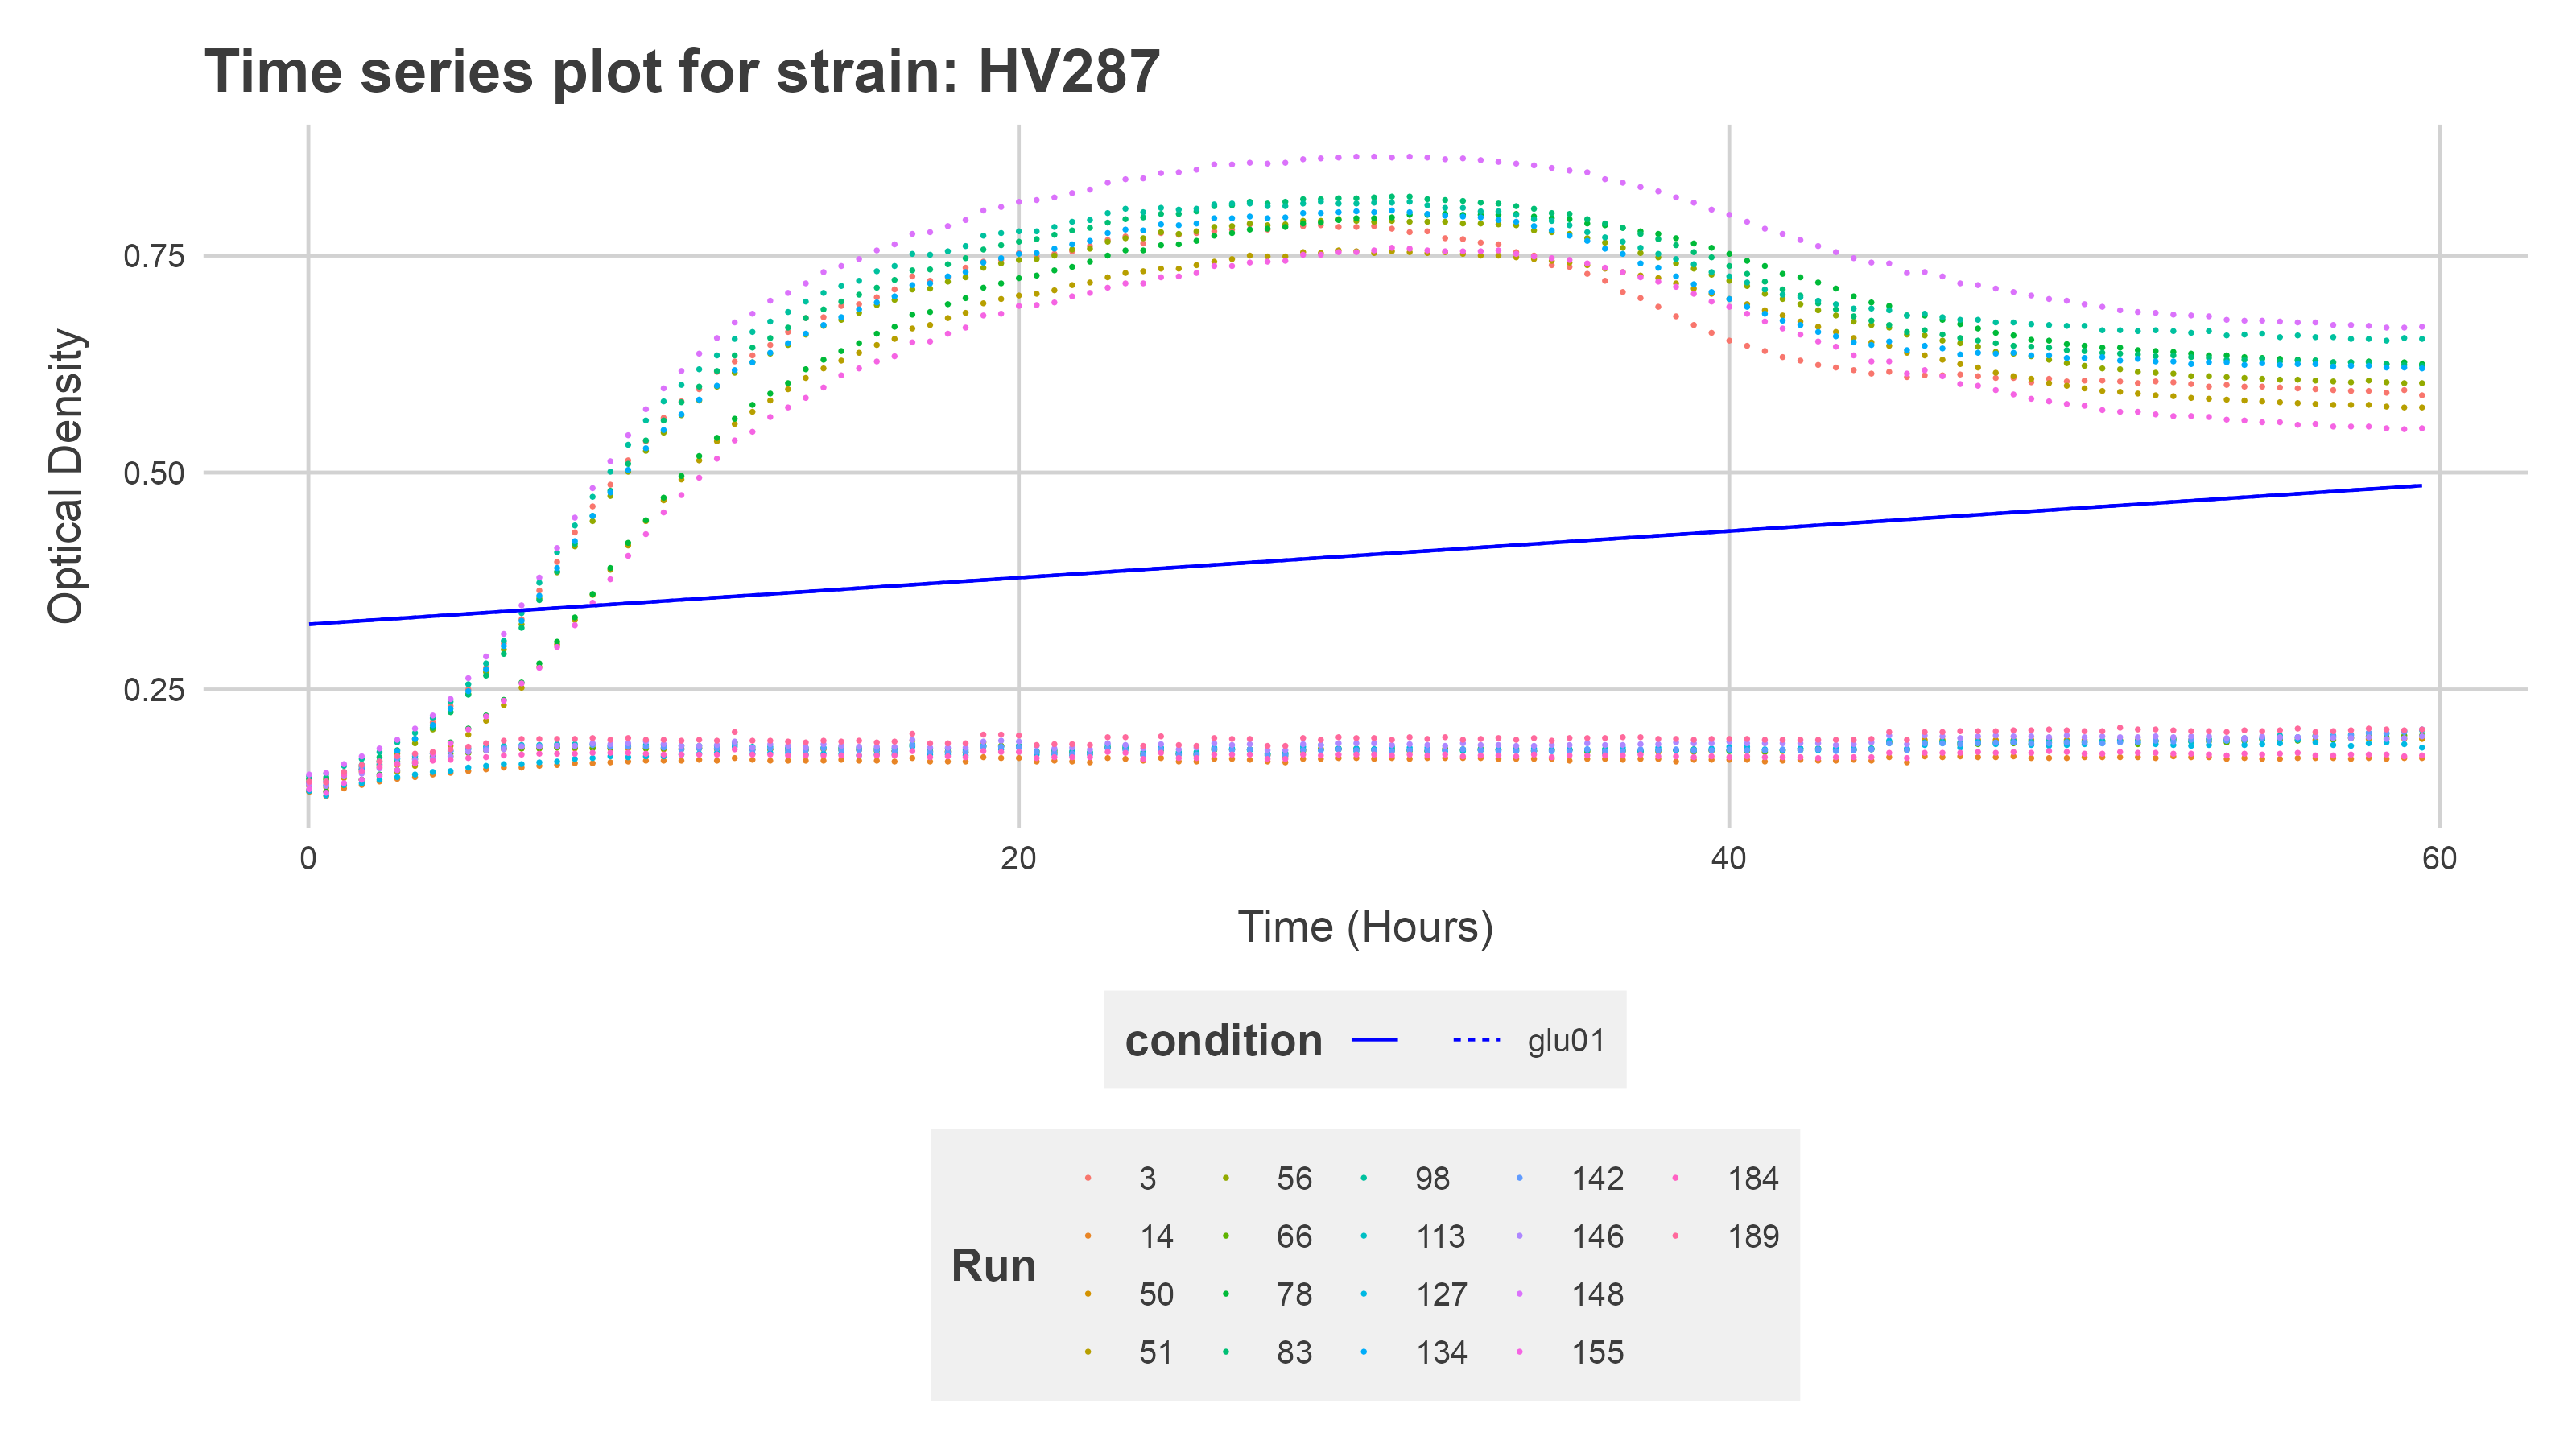 Time series plot for strain: HV287
Optical Density
0.75
0.50
0.25
0 20 40 60
Time (Hours)
condition glu01
Run
3 56 98 142 184
14 66 113 146 189
50 78 127 148
51 83 134 155